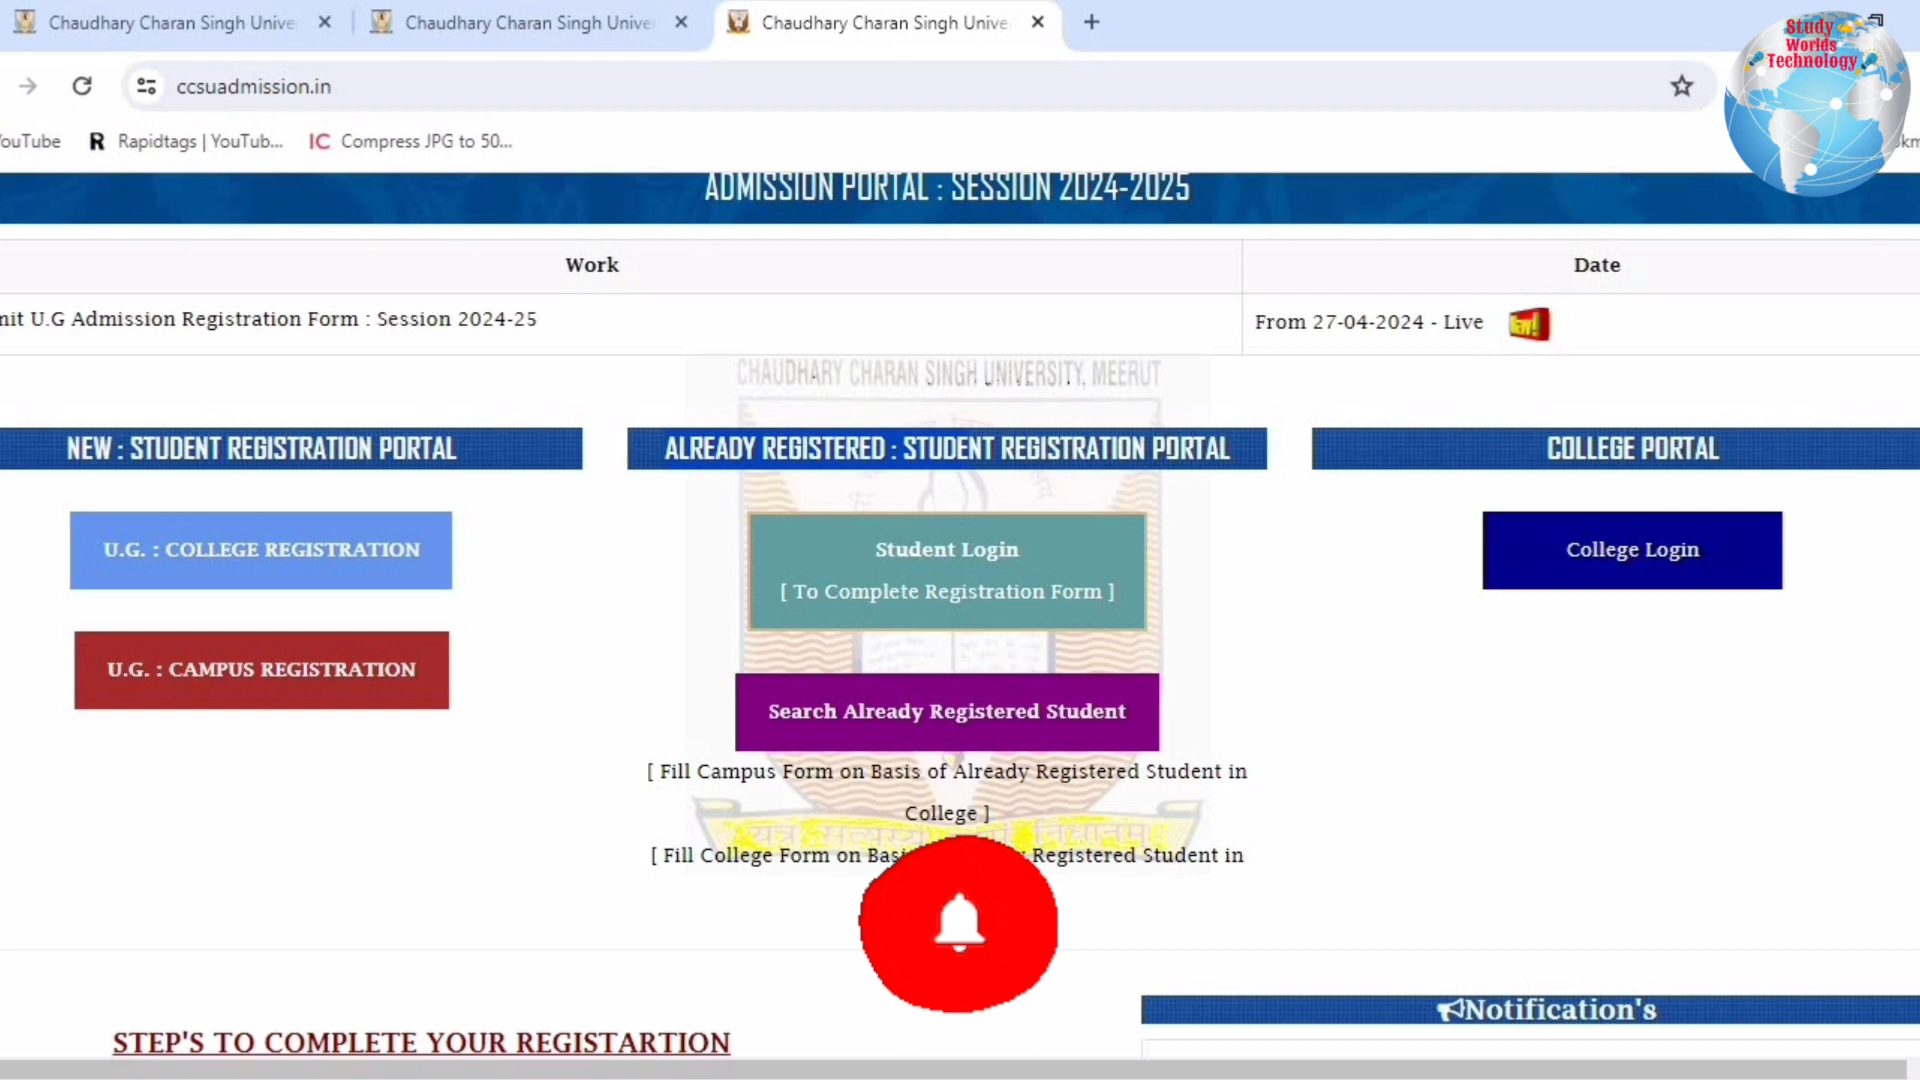 Chaudhary Charan Singh Unive
Chaudhary Charan Singh Unive
Chaudhary Charan Singh Unive
Study
Worlds
Technology
ccsuadmission.in
ouTube
R Rapidtags | YouTub...
IC Compress JPG to 50...
ADMISSION PORTAL : SESSION 2024-2025
Work
Date
mit U.G Admission Registration Form : Session 2024-25
From 27-04-2024 - Live
CHAUDHARY CHARAN SINGH UNIVERSITY, MEERUT
NEW : STUDENT REGISTRATION PORTAL
ALREADY REGISTERED : STUDENT REGISTRATION PORTAL
COLLEGE PORTAL
U.G. : COLLEGE REGISTRATION
Student Login
[ To Complete Registration Form ]
College Login
U.G. : CAMPUS REGISTRATION
Search Already Registered Student
[ Fill Campus Form on Basis of Already Registered Student in
College ]
[ Fill College Form on Bas Registered Student in
Notification's
STEP'S TO COMPLETE YOUR REGISTARTION